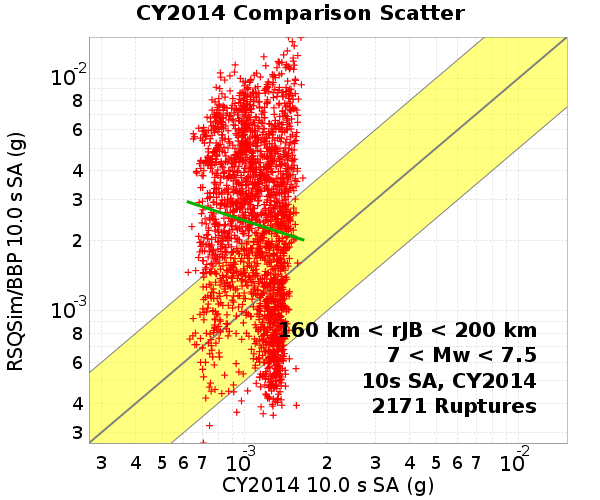 CY2014 Comparison Scatter
RSQSim/BBP 10.0 s SA (g)
10-2
8
6
4
3
2
10-3
8
6
4
3
160 km < rJB < 200 km
7 < Mw < 7.5
10s SA, CY2014
2171 Ruptures
3 4 5 6 7 10-3 2 3 4 5 6 7 10-2
CY2014 10.0 s SA (g)